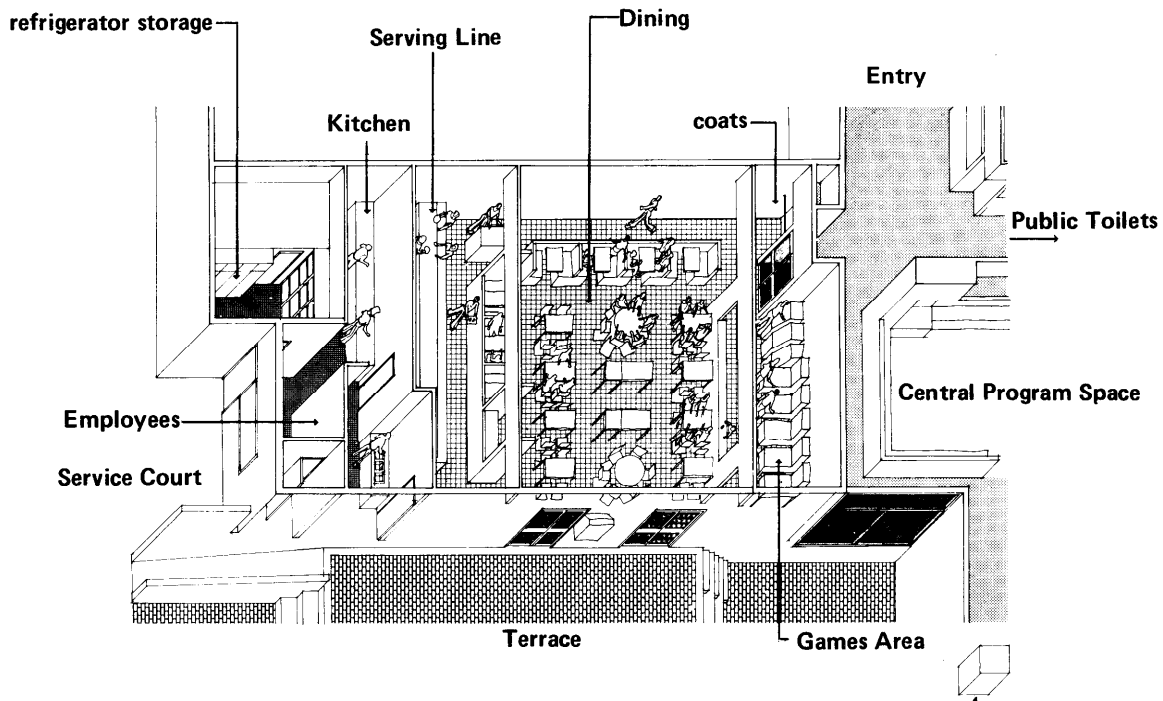 refrigerator storage
Dining
Serving Line
Entry
Kitchen
coats
Public Toilets
Central Program Space
Employees
Service Court
Terrace
Games Area